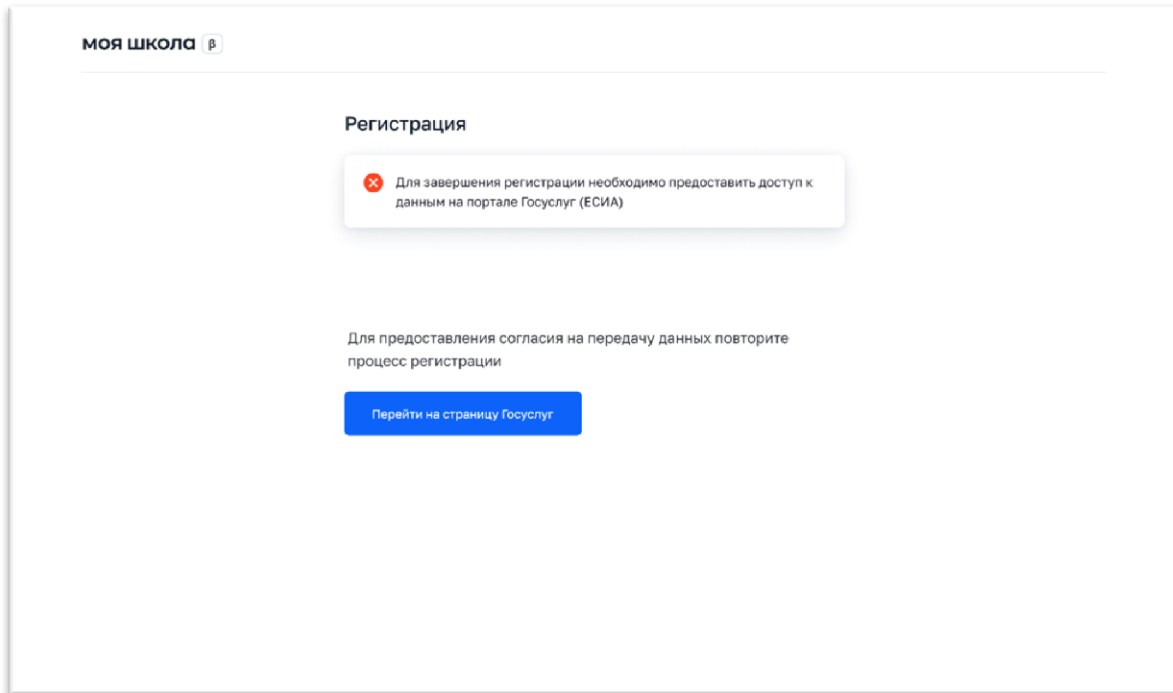 моя школа β
Регистрация
Для завершения регистрации необходимо предоставить доступ к
данным на портале Госуслуг (ЕСИА)
Для предоставления согласия на передачу данных повторите
процесс регистрации
Перейти на страницу Госуслуг